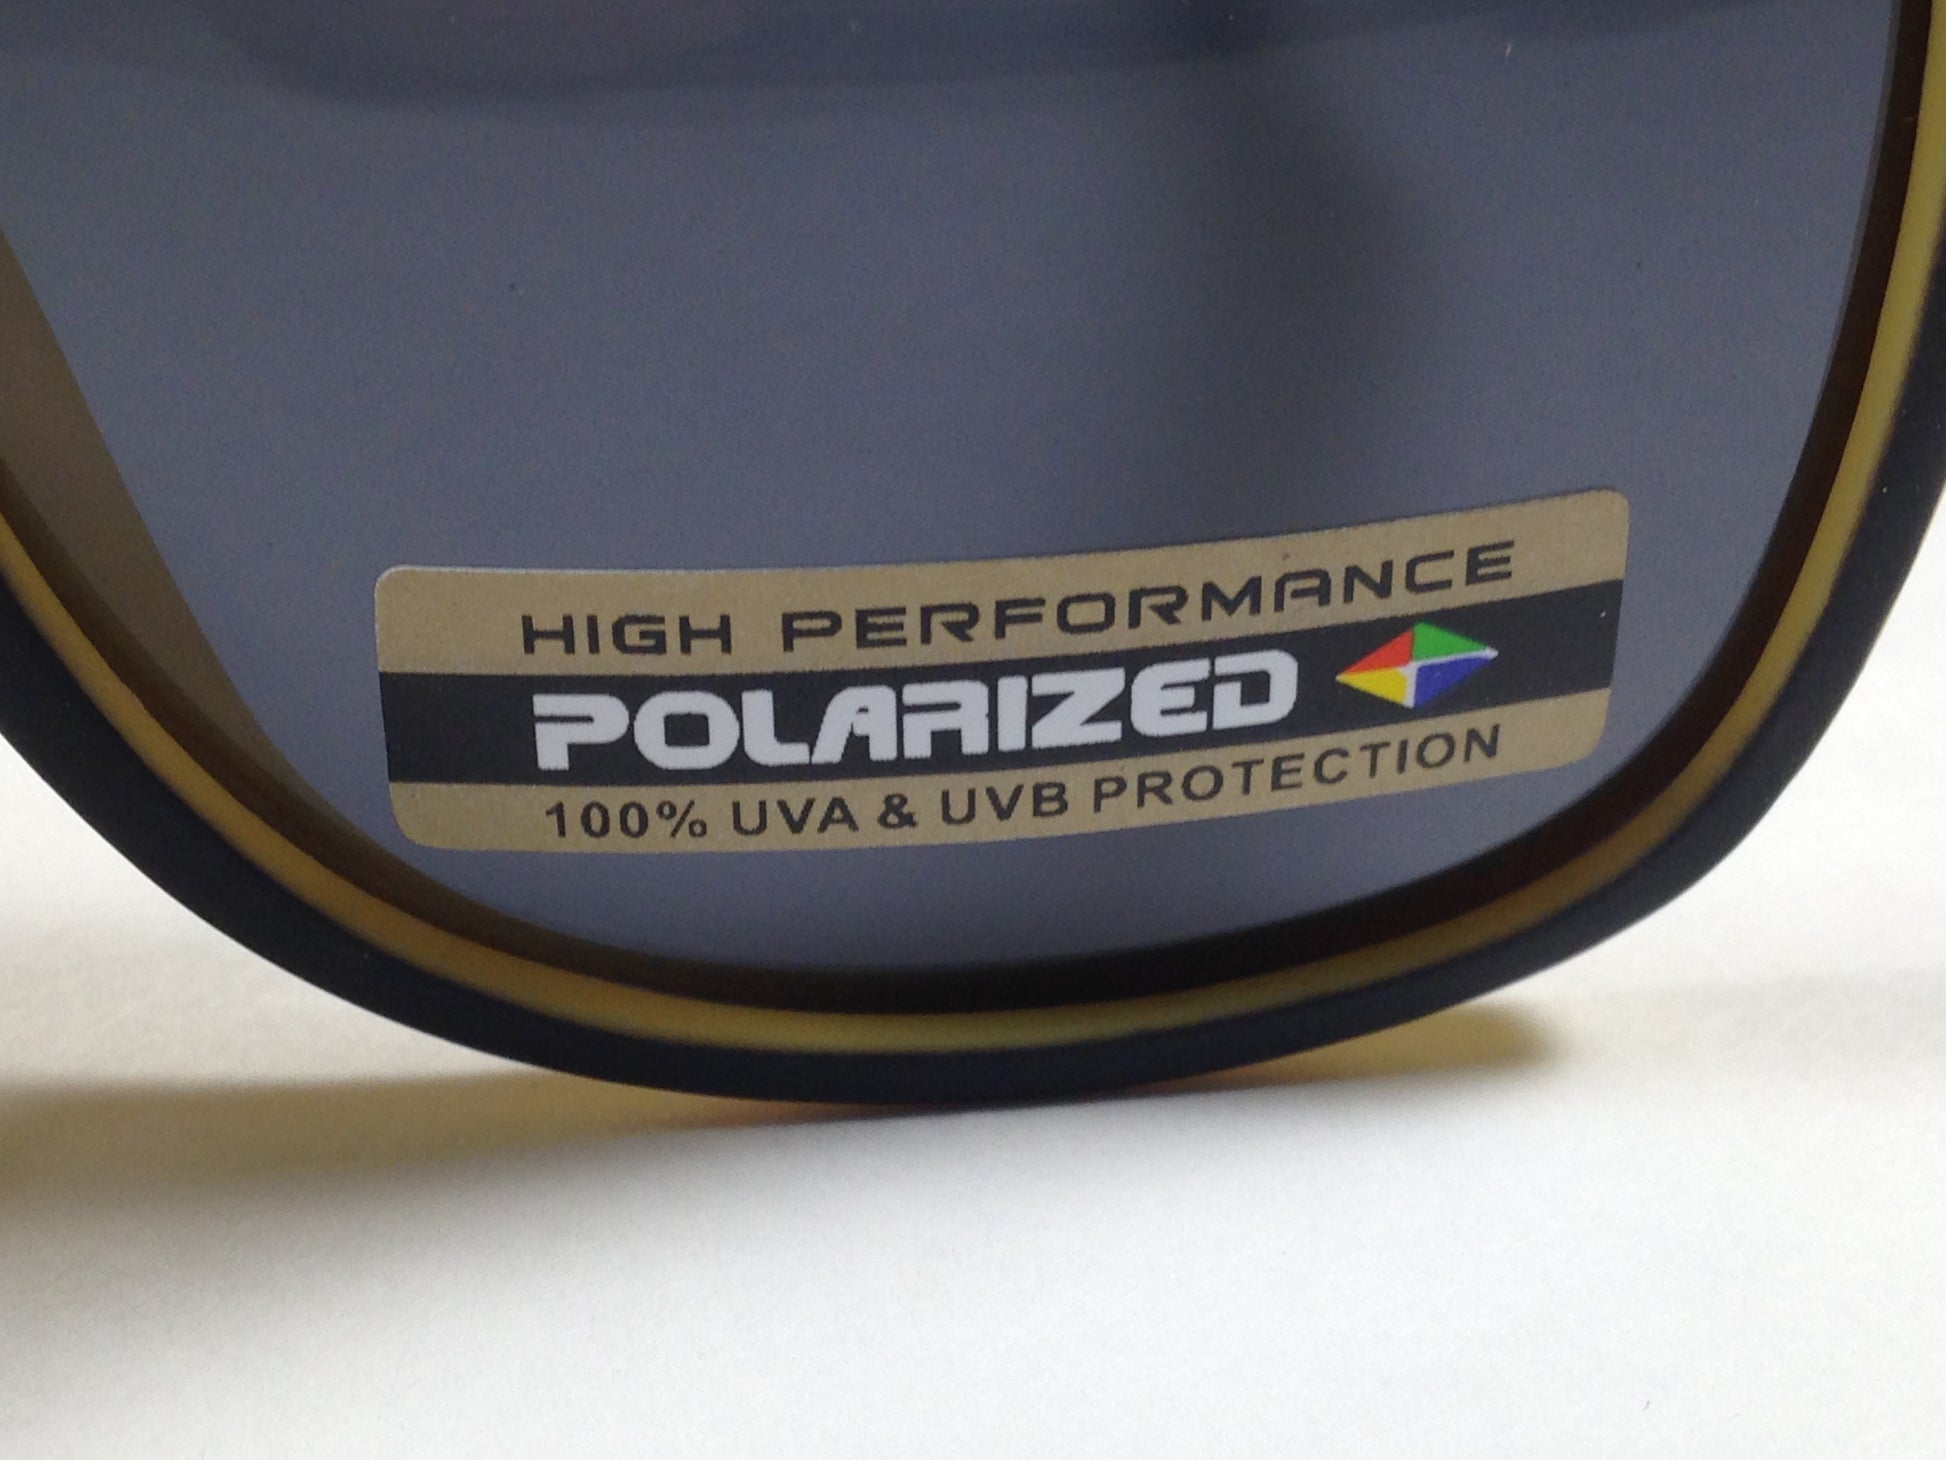 HIGH PERFORMANCE
POLARIZED
100% UVA & UVB PROTECTION